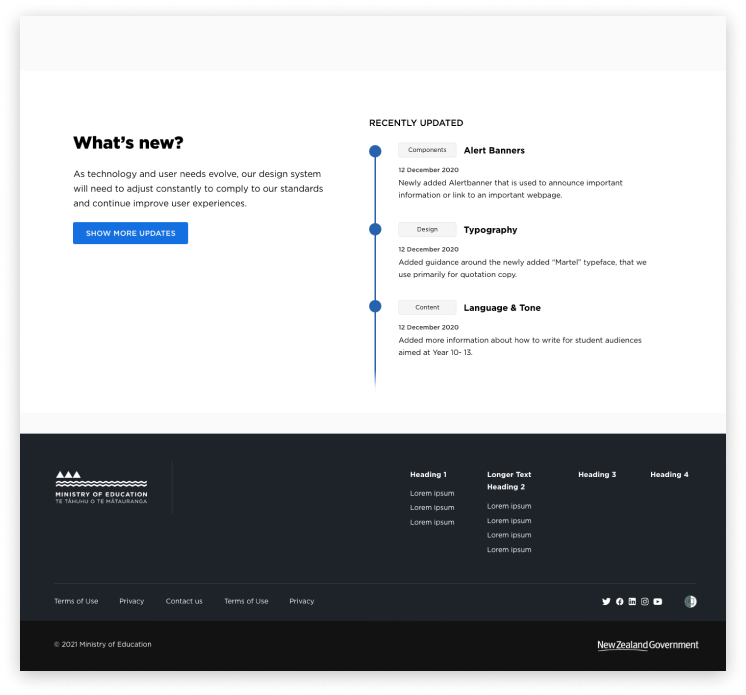 What's new?
As technology and user needs evolve, our design system
will need to adjust constantly to comply to our standards
and continue improve user experiences.
SHOW MORE UPDATES
RECENTLY UPDATED
Components Alert Banners
12 December 2020
Newly added Alertbanner that is used to announce important
information or link to an important webpage.
Design Typography
12 December 2020
Added guidance around the newly added “Martel” typeface, that we
use primarily for quotation copy.
Content Language & Tone
12 December 2020
Added more information about how to write for student audiences
aimed at Year 10- 13.
MINISTRY OF EDUCATION
TE TĀHUHU O TE MĀTAURANGA
Heading 1
Lorem ipsum
Lorem ipsum
Lorem ipsum
Longer Text
Heading 2
Lorem ipsum
Lorem ipsum
Lorem ipsum
Lorem ipsum
Heading 3
Heading 4
Terms of Use Privacy Contact us Terms of Use Privacy
© 2021 Ministry of Education
New Zealand Government